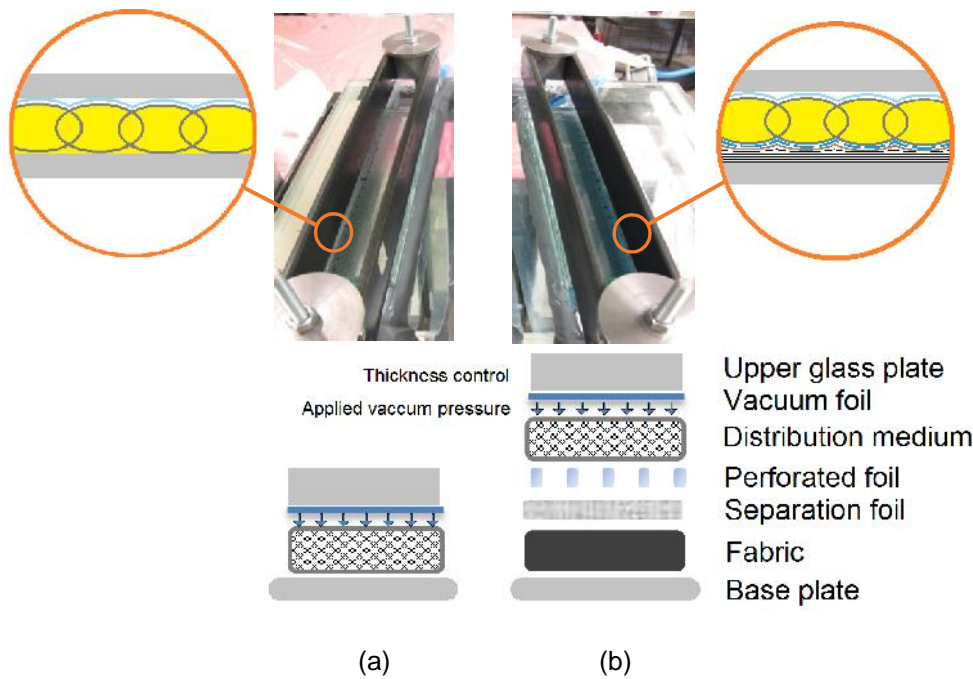 Thickness control
Applied vaccum pressure
Upper glass plate
Vacuum foil
Distribution medium
Perforated foil
Separation foil
Fabric
Base plate
(a)
(b)